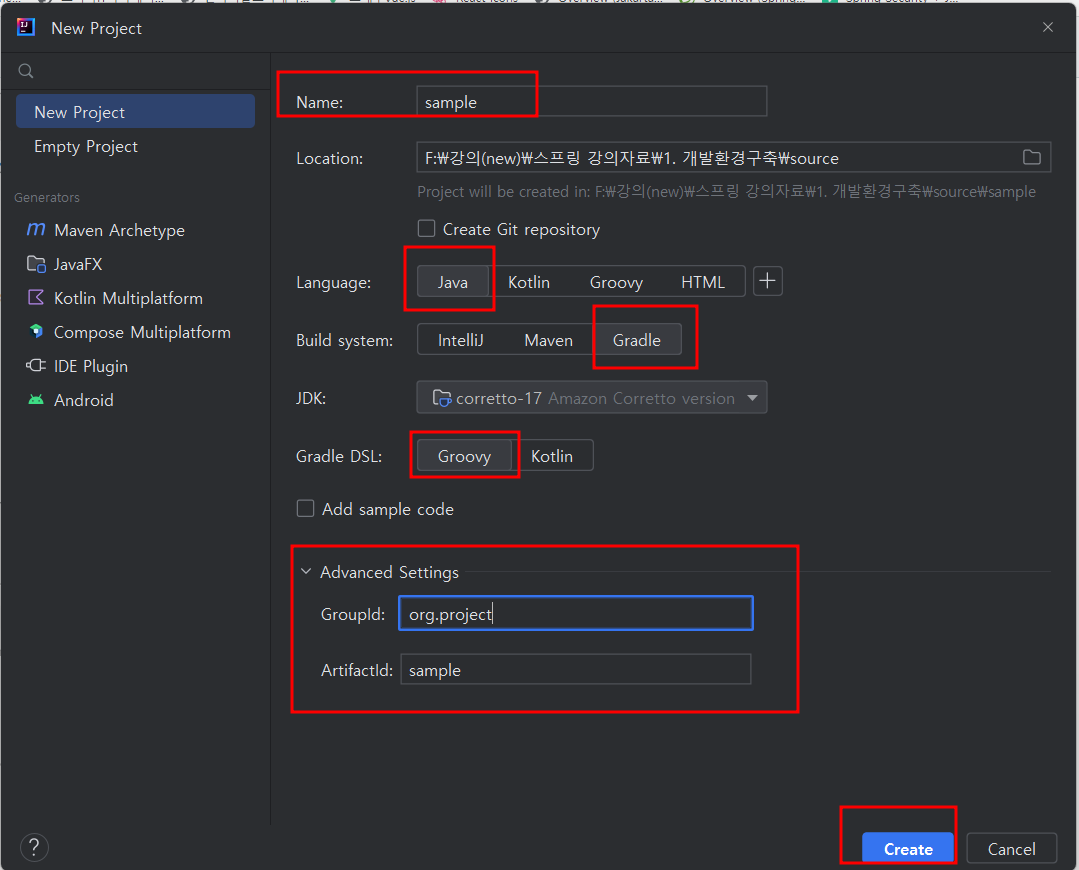 New Project
New Project
Empty Project
Generators
Maven Archetype
JavaFX
Kotlin Multiplatform
Compose Multiplatform
IDE Plugin
Android
Name: sample
Location: F:₩강의(new)₩스프링 강의자료₩1. 개발환경구축₩source
Project will be created in: F:₩강의(new)₩스프링 강의자료₩1. 개발환경구축₩source₩sample
Create Git repository
Language: Java Kotlin Groovy HTML
Build system: IntelliJ Maven Gradle
JDK: corretto-17 Amazon Corretto version
Gradle DSL: Groovy Kotlin
Add sample code
Advanced Settings
GroupId: org.project
ArtifactId: sample
? Create Cancel